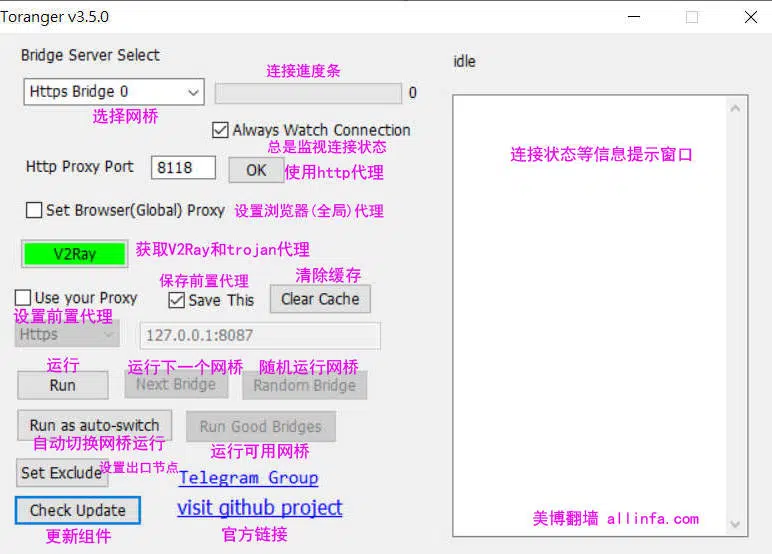 Toranger v3.5.0
Bridge Server Select
连接進度条
idle
Https Bridge 0
0
选择网桥
Always Watch Connection
总是监视连接状态
连接状态等信息提示窗口
Http Proxy Port
8118
OK
使用http代理
Set Browser(Global) Proxy
设置浏览器(全局)代理
V2Ray
获取V2Ray和trojan代理
保存前置代理
清除缓存
Use your Proxy
Save This
Clear Cache
设置前置代理
Https
127.0.0.1:8087
运行
运行下一个网桥
随机运行网桥
Run
Next Bridge
Random Bridge
Run as auto-switch
Run Good Bridges
自动切换网桥运行
运行可用网桥
Set Exclude
设置出口节点
Telegram Group
Check Update
visit github project
更新组件
官方链接
美博翻墙 allinfa.com